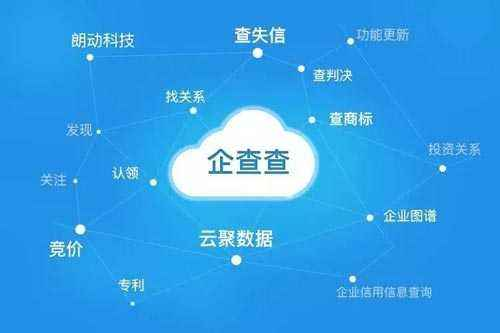 朗动科技
查失信
功能更新
查判决
找关系
查商标
发现
企查查
投资关系
关注
认领
企业图谱
竞价
云聚数据
专利
企业信用信息查询